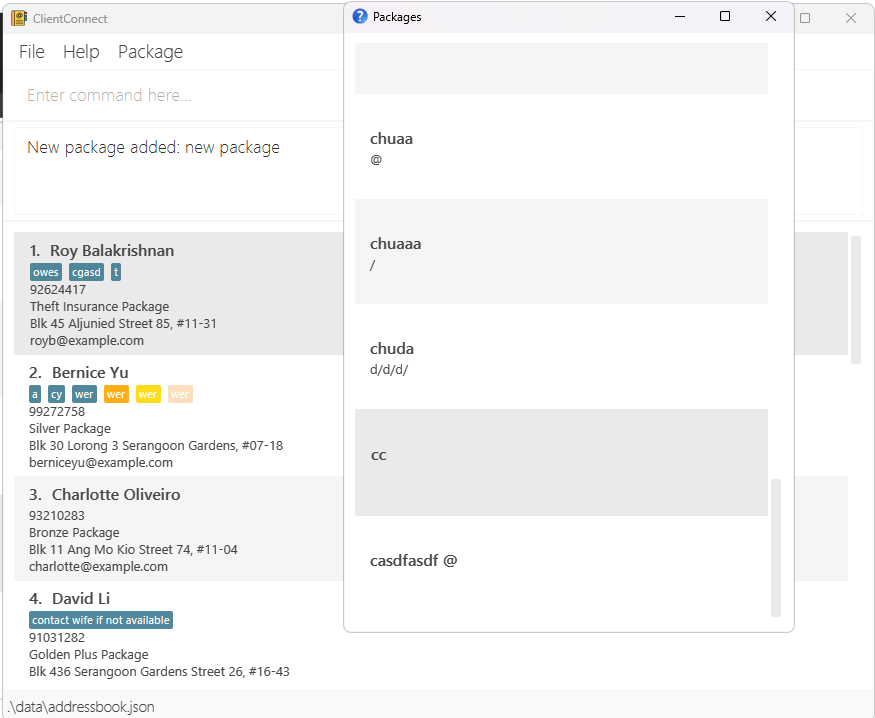 ClientConnect
File Help Package
Enter command here...
New package added: new package
1. Roy Balakrishnan
owes cgasd t
92624417
Theft Insurance Package
Blk 45 Aljunied Street 85, #11-31
royb@example.com
2. Bernice Yu
a cy wer wer wer wer
99272758
Silver Package
Blk 30 Lorong 3 Serangoon Gardens, #07-18
berniceyu@example.com
3. Charlotte Oliveiro
93210283
Bronze Package
Blk 11 Ang Mo Kio Street 74, #11-04
charlotte@example.com
4. David Li
contact wife if not available
91031282
Golden Plus Package
Blk 436 Serangoon Gardens Street 26, #16-43
.\data\addressbook.json
Packages
chuaa
@
chuaaa
/
chuda
d/d/d/
cc
casdfasdf @